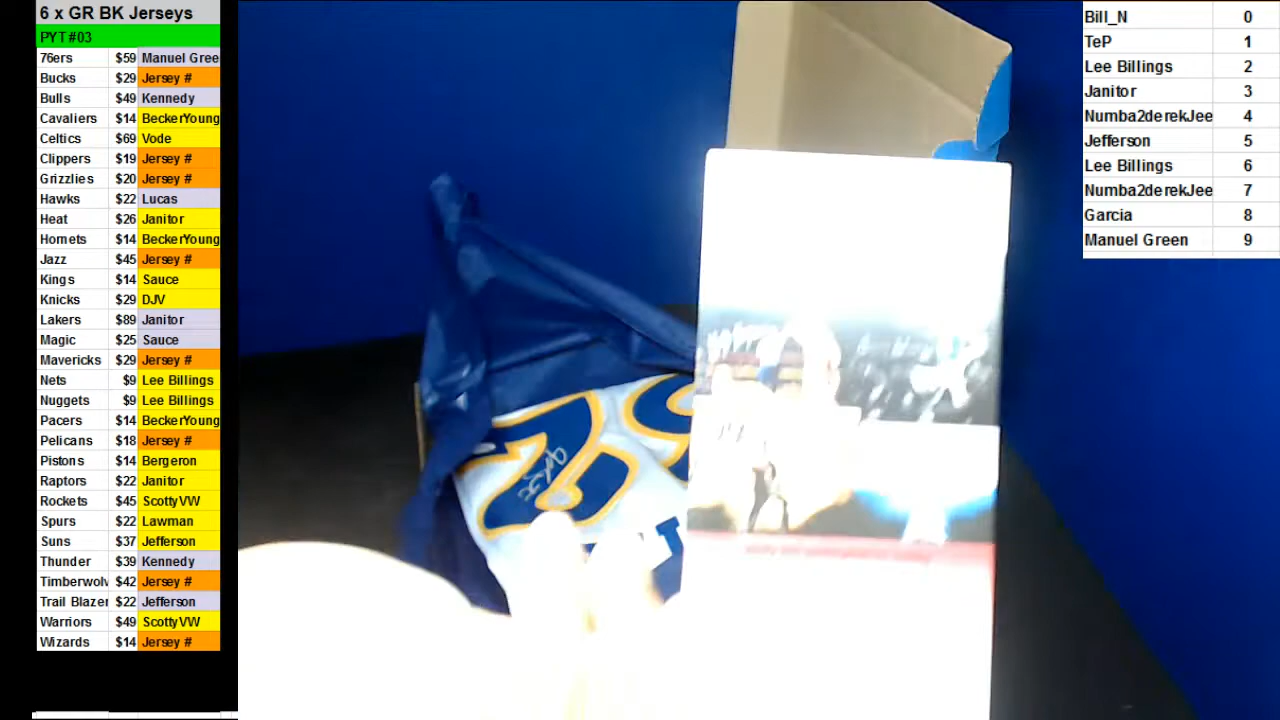 6 x GR BK Jerseys
PYT #03
76ers $59 Manuel Gree
Bucks $29 Jersey #
Bulls $49 Kennedy
Cavaliers $14 BeckerYoung
Celtics $69 Vode
Clippers $19 Jersey #
Grizzlies $20 Jersey #
Hawks $22 Lucas
Heat $26 Janitor
Hornets $14 BeckerYoung
Jazz $45 Jersey #
Kings $14 Sauce
Knicks $29 DJV
Lakers $89 Janitor
Magic $25 Sauce
Mavericks $29 Jersey #
Nets $9 Lee Billings
Nuggets $9 Lee Billings
Pacers $14 BeckerYoung
Pelicans $18 Jersey #
Pistons $14 Bergeron
Raptors $22 Janitor
Rockets $45 ScottyVW
Spurs $22 Lawman
Suns $37 Jefferson
Thunder $39 Kennedy
Timberwolv $42 Jersey #
Trail Blazer $22 Jefferson
Warriors $49 ScottyVW
Wizards $14 Jersey #
Bill_N 0
TeP 1
Lee Billings 2
Janitor 3
Numba2derekJee 4
Jefferson 5
Lee Billings 6
Numba2derekJee 7
Garcia 8
Manuel Green 9